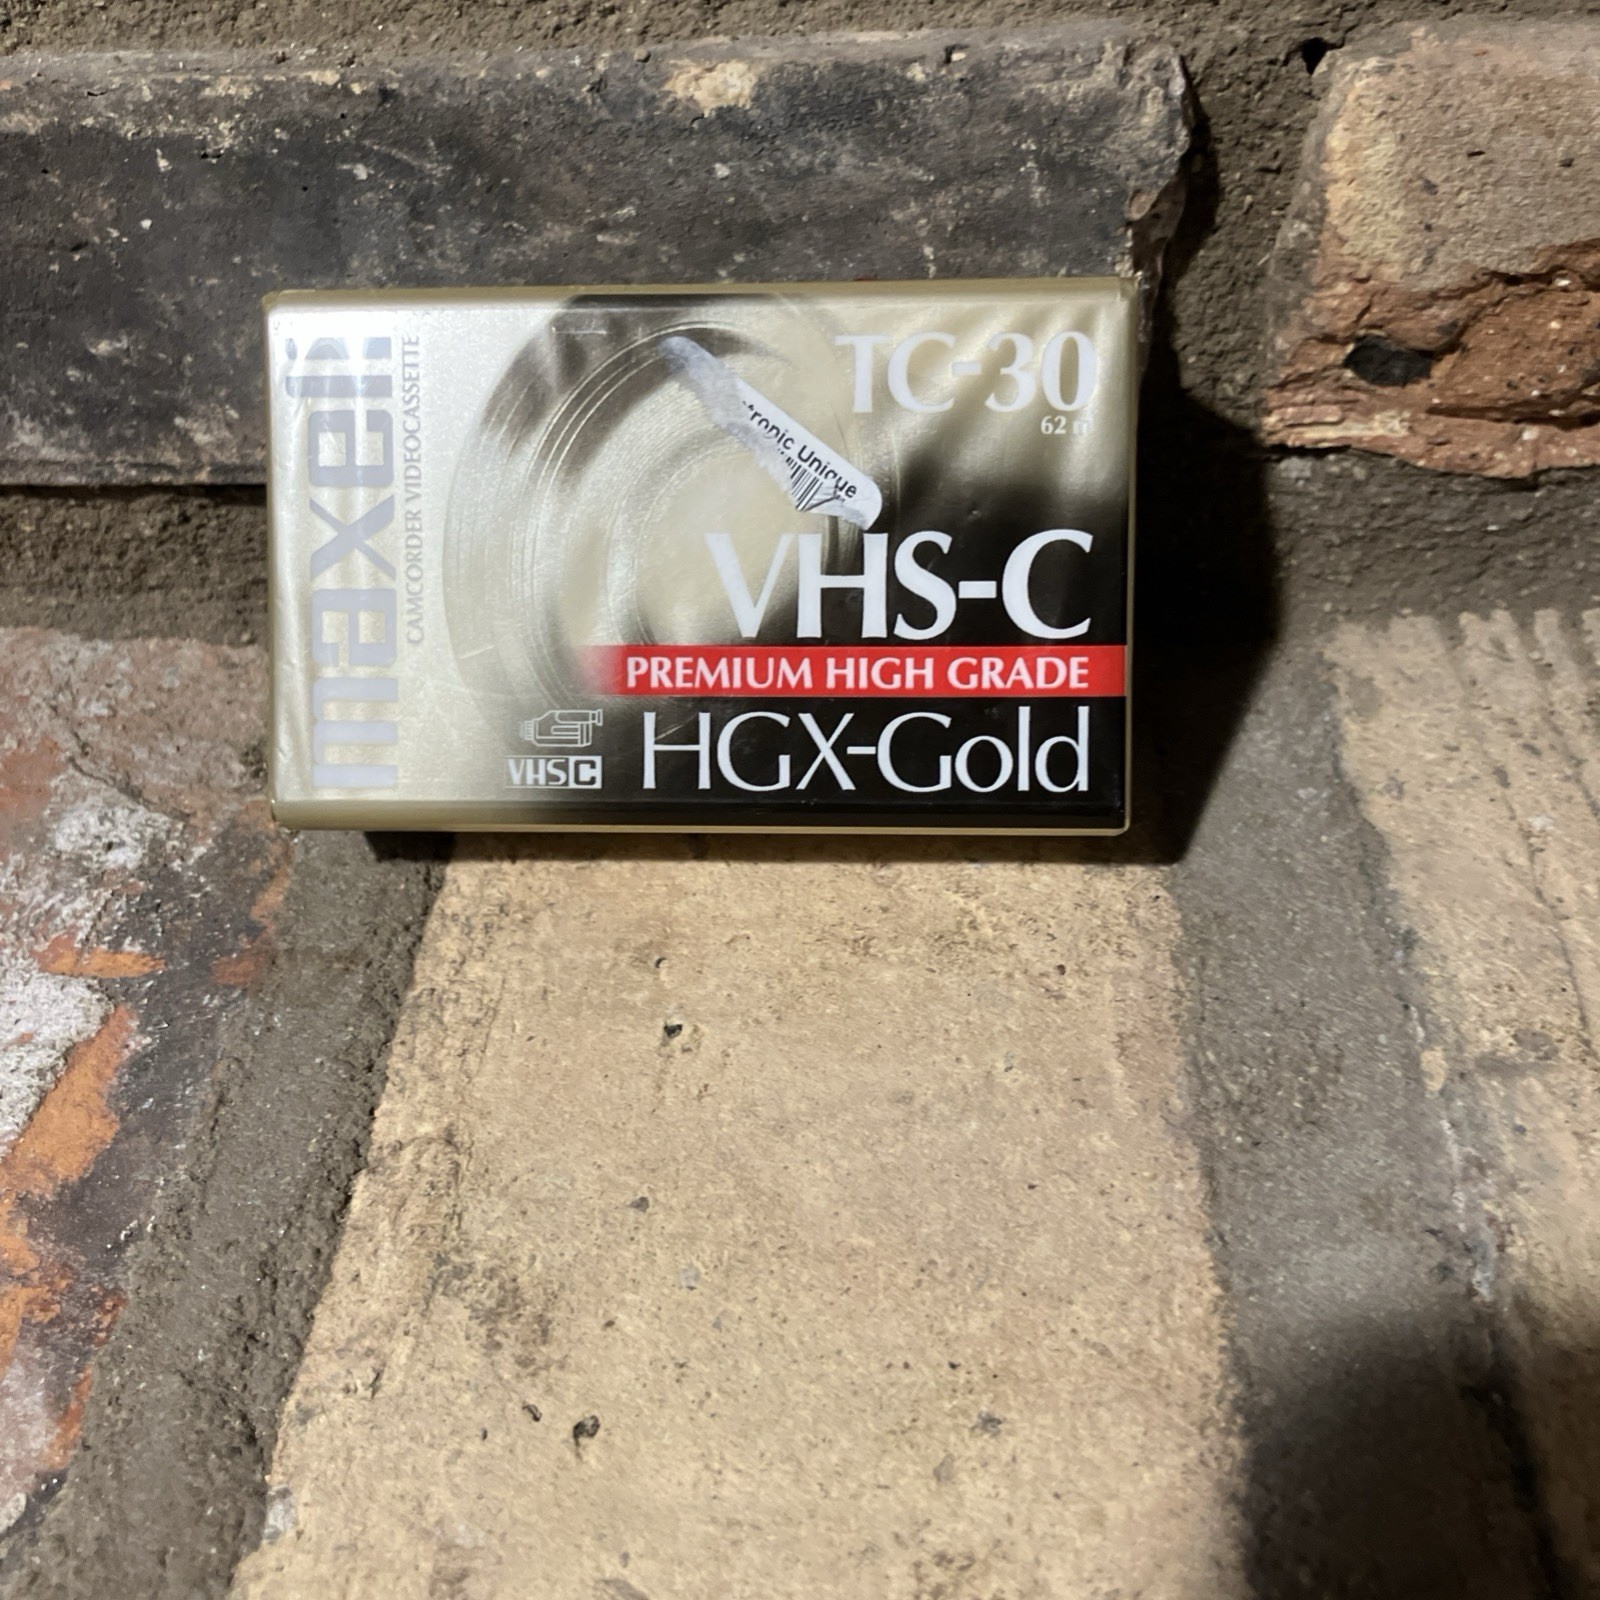 maxell
CAMCORDER VIDEOCASSETTE
TC-30
62 m
Unique
VHS-C
PREMIUM HIGH GRADE
HGX-Gold
VHS C